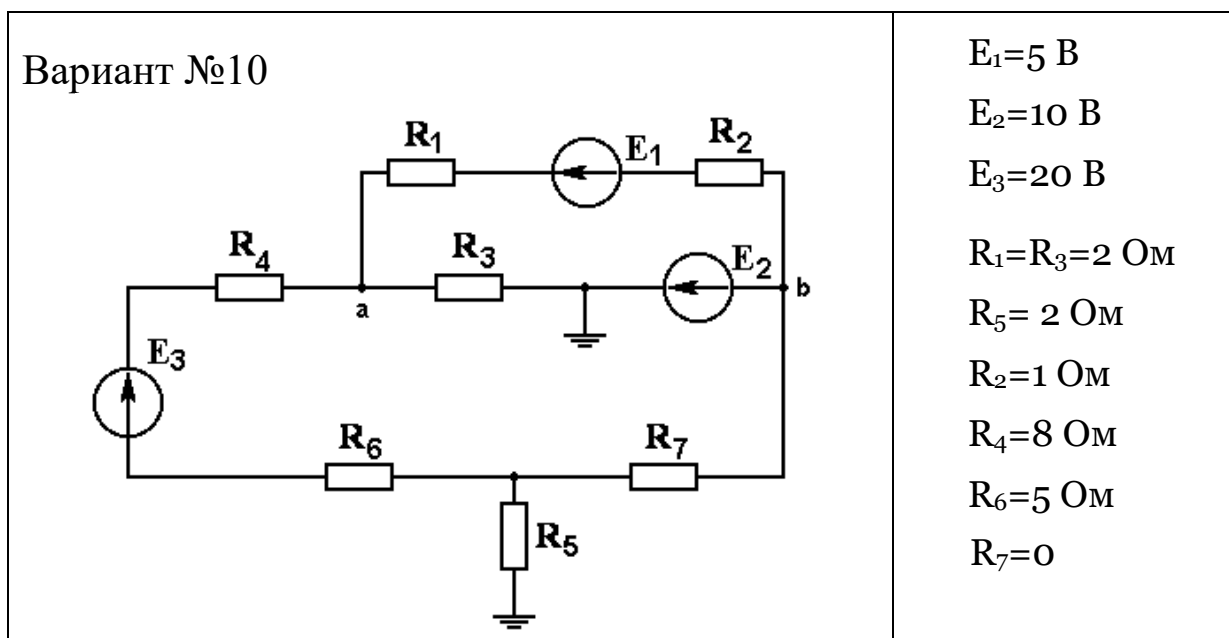 Вариант №10
R₁
E₁
R₂
R₄
R₃
E₂
a
b
E₃
R₆
R₇
R₅
E₁=5 В
E₂=10 В
E₃=20 В
R₁=R₃=2 Ом
R₅= 2 Ом
R₂=1 Ом
R₄=8 Ом
R₆=5 Ом
R₇=0